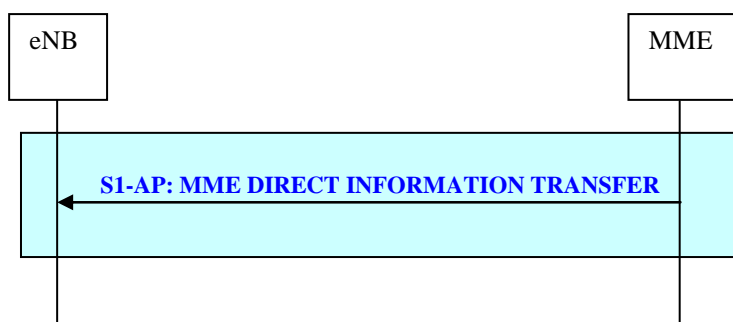 eNB
MME
S1-AP: MME DIRECT INFORMATION TRANSFER